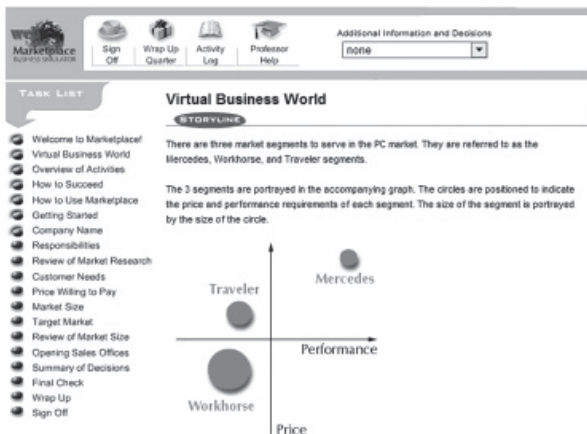 Marketplace
BUSINESS SIMULATOR
Sign Off
Wrap Up Quarter
Activity Log
Professor Help
Additional Information and Decisions
none
TASK LIST
Welcome to Marketplace!
Virtual Business World
Overview of Activities
How to Succeed
How to Use Marketplace
Getting Started
Company Name
Responsibilities
Review of Market Research
Customer Needs
Price Willing to Pay
Market Size
Target Market
Review of Market Size
Opening Sales Offices
Summary of Decisions
Final Check
Wrap Up
Sign Off
Virtual Business World
STORYLINE
There are three market segments to serve in the PC market. They are referred to as the
Mercedes, Workhorse, and Traveler segments.
The 3 segments are portrayed in the accompanying graph. The circles are positioned to indicate
the price and performance requirements of each segment. The size of the segment is portrayed
by the size of the circle.
Mercedes
Traveler
Performance
Workhorse
Price